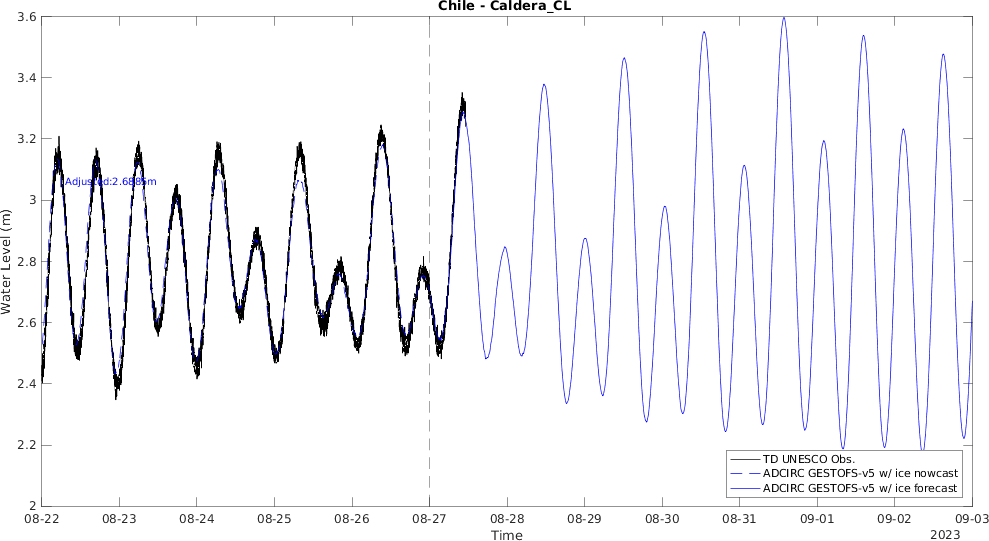 Chile - Caldera_CL
3.6
3.4
3.2
3
2.8
2.6
2.4
2.2
2
Water Level (m)
Adjusted:2.6885m
TD UNESCO Obs.
ADCIRC GESTOFS-v5 w/ ice nowcast
ADCIRC GESTOFS-v5 w/ ice forecast
08-22 08-23 08-24 08-25 08-26 08-27 08-28 08-29 08-30 08-31 09-01 09-02 09-03
Time
2023